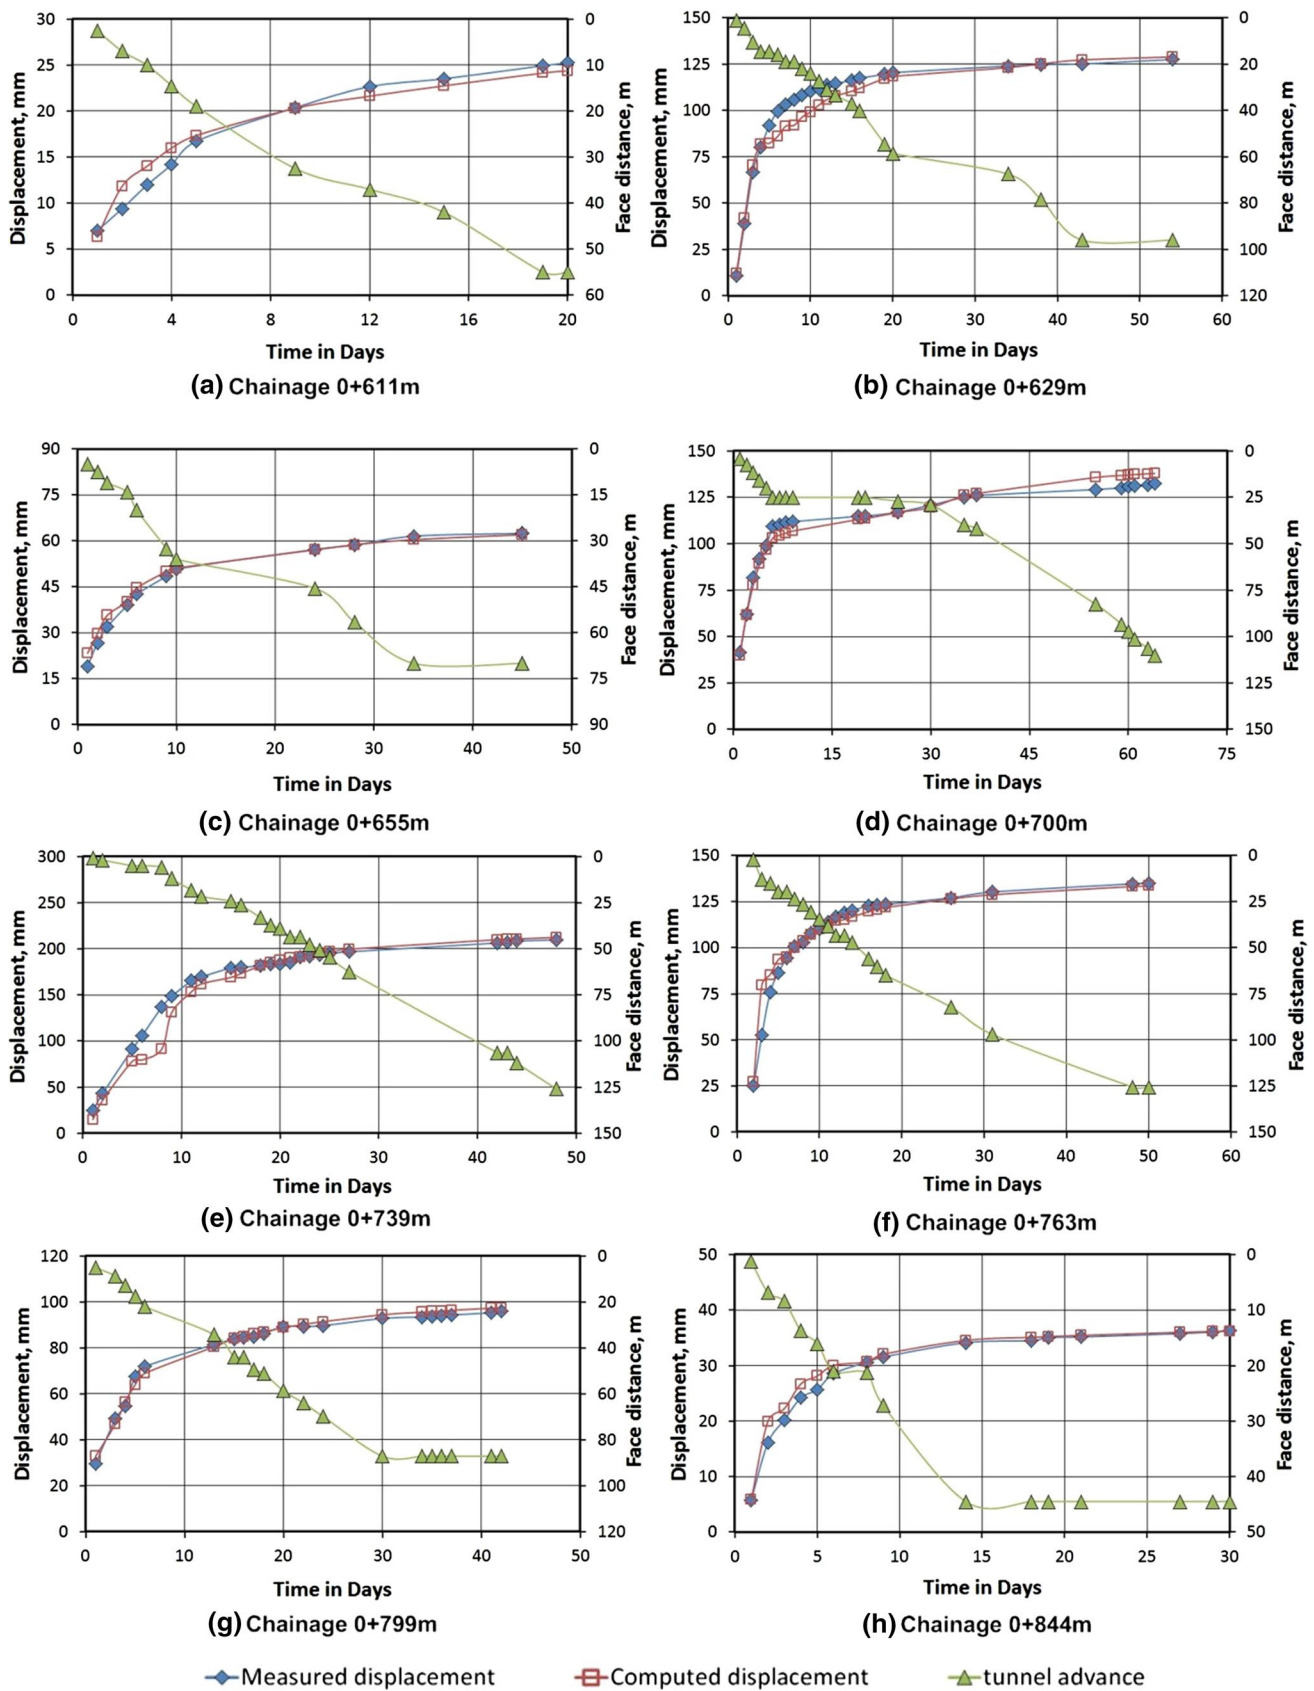 30
25
20
15
10
5
0
0
10
20
30
40
50
60
0 4 8 12 16 20
Displacement, mm
Face distance, m
Time in Days
(a) Chainage 0+611m
150
125
100
75
50
25
0
0
20
40
60
80
100
120
0 10 20 30 40 50 60
Displacement, mm
Face distance, m
Time in Days
(b) Chainage 0+629m
90
75
60
45
30
15
0
0
15
30
45
60
75
90
0 10 20 30 40 50
Displacement, mm
Face distance, m
Time in Days
(c) Chainage 0+655m
150
125
100
75
50
25
0
0
25
50
75
100
125
150
0 15 30 45 60 75
Displacement, mm
Face distance, m
Time in Days
(d) Chainage 0+700m
300
250
200
150
100
50
0
0
25
50
75
100
125
150
0 10 20 30 40 50
Displacement, mm
Face distance, m
Time in Days
(e) Chainage 0+739m
150
125
100
75
50
25
0
0
25
50
75
100
125
150
0 10 20 30 40 50 60
Displacement, mm
Face distance, m
Time in Days
(f) Chainage 0+763m
120
100
80
60
40
20
0
0
20
40
60
80
100
120
0 10 20 30 40 50
Displacement, mm
Face distance, m
Time in Days
(g) Chainage 0+799m
50
40
30
20
10
0
0
10
20
30
40
50
0 5 10 15 20 25 30
Displacement, mm
Face distance, m
Time in Days
(h) Chainage 0+844m
Measured displacement Computed displacement tunnel advance